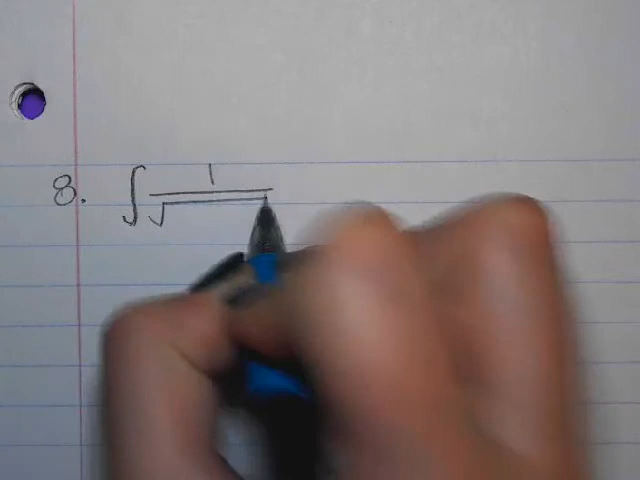 8. ∫ 1/√